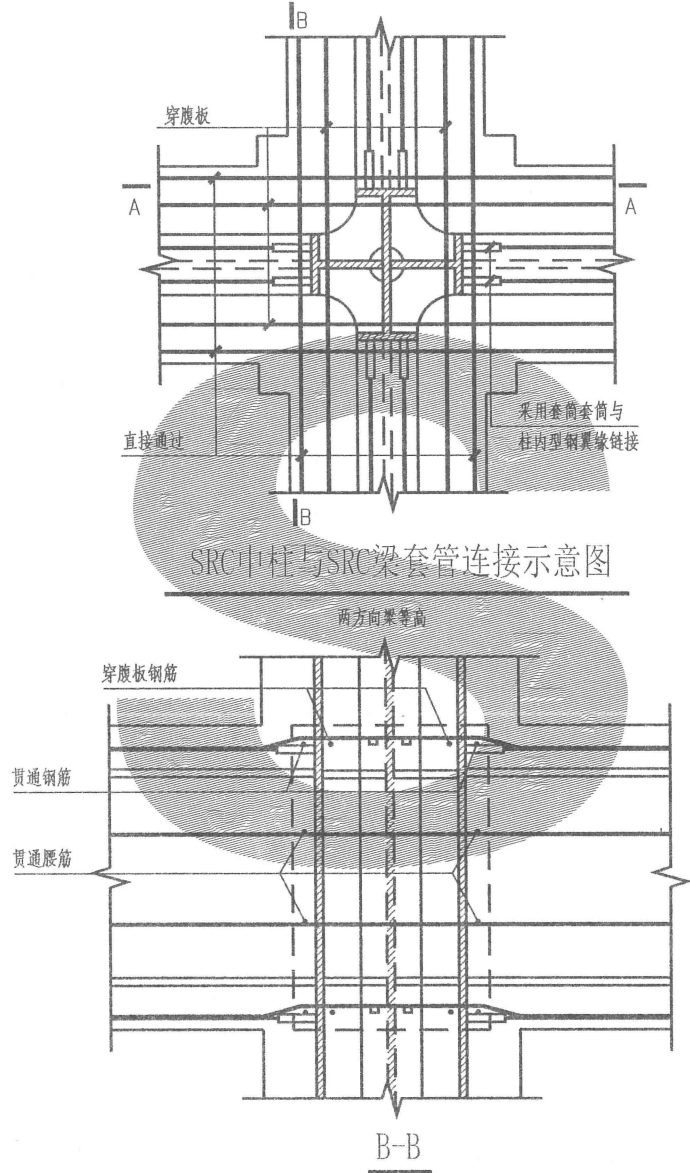 B
穿腹板
A
A
采用套筒套筒与
直接通过
柱内型钢翼缘链接
B
SRC中柱与SRC梁套管连接示意图
两方向梁等高
穿腹板钢筋
贯通钢筋
贯通腰筋
B-B